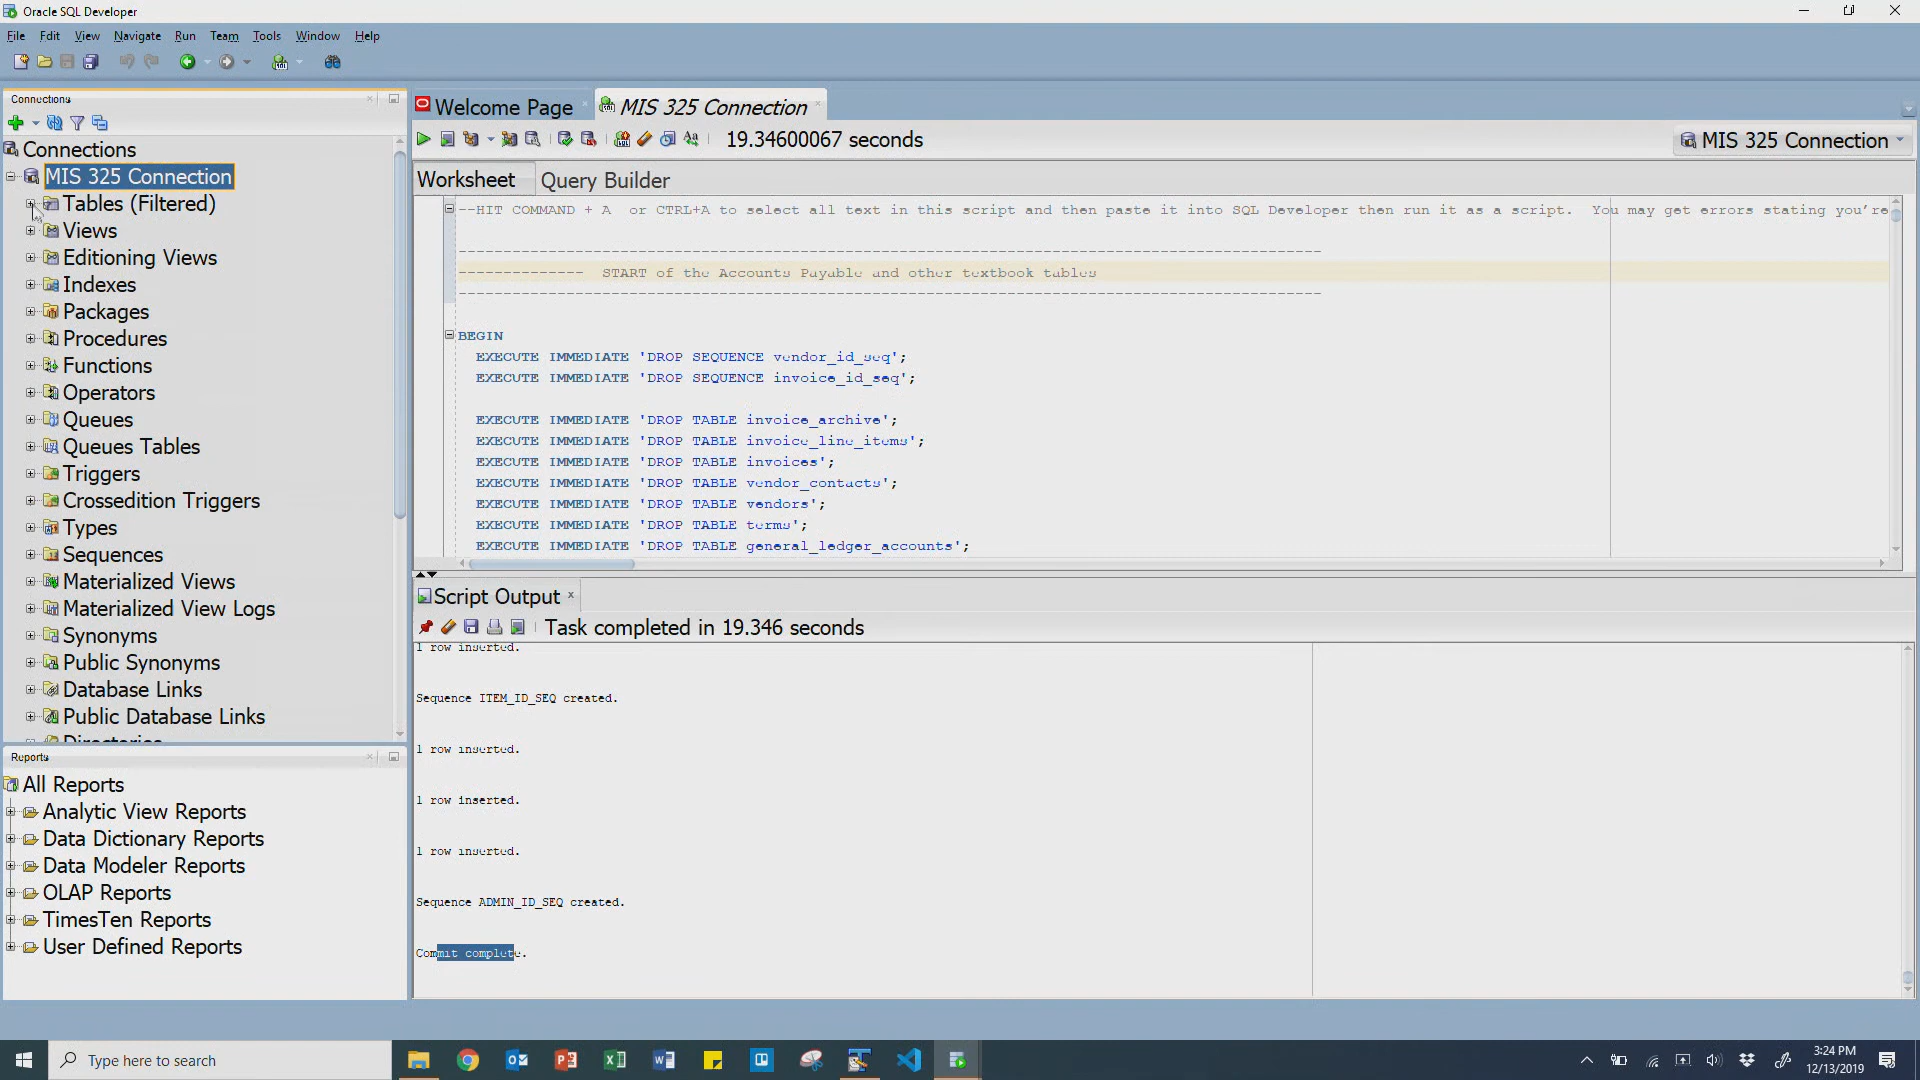 Oracle SQL Developer
File Edit View Navigate Run Team Tools Window Help
Connections
Connections
MIS 325 Connection
Tables (Filtered)
Views
Editioning Views
Indexes
Packages
Procedures
Functions
Operators
Queues
Queues Tables
Triggers
Crossedition Triggers
Types
Sequences
Materialized Views
Materialized View Logs
Synonyms
Public Synonyms
Database Links
Public Database Links
Directories
Reports
All Reports
Analytic View Reports
Data Dictionary Reports
Data Modeler Reports
OLAP Reports
TimesTen Reports
User Defined Reports
Welcome Page
MIS 325 Connection
19.34600067 seconds
MIS 325 Connection
Worksheet Query Builder
--HIT COMMAND + A  or CTRL+A to select all text in this script and then paste it into SQL Developer then run it as a script.  You may get errors stating you're
-------------- START of the Accounts Payable and other textbook tables
BEGIN
EXECUTE IMMEDIATE 'DROP SEQUENCE vendor_id_seq';
EXECUTE IMMEDIATE 'DROP SEQUENCE invoice_id_seq';
EXECUTE IMMEDIATE 'DROP TABLE invoice_archive';
EXECUTE IMMEDIATE 'DROP TABLE invoice_line_items';
EXECUTE IMMEDIATE 'DROP TABLE invoices';
EXECUTE IMMEDIATE 'DROP TABLE vendor_contacts';
EXECUTE IMMEDIATE 'DROP TABLE vendors';
EXECUTE IMMEDIATE 'DROP TABLE terms';
EXECUTE IMMEDIATE 'DROP TABLE general_ledger_accounts';
Script Output
Task completed in 19.346 seconds
1 row inserted.
Sequence ITEM_ID_SEQ created.
1 row inserted.
1 row inserted.
1 row inserted.
Sequence ADMIN_ID_SEQ created.
Commit complete.
Type here to search
3:24 PM
12/13/2019